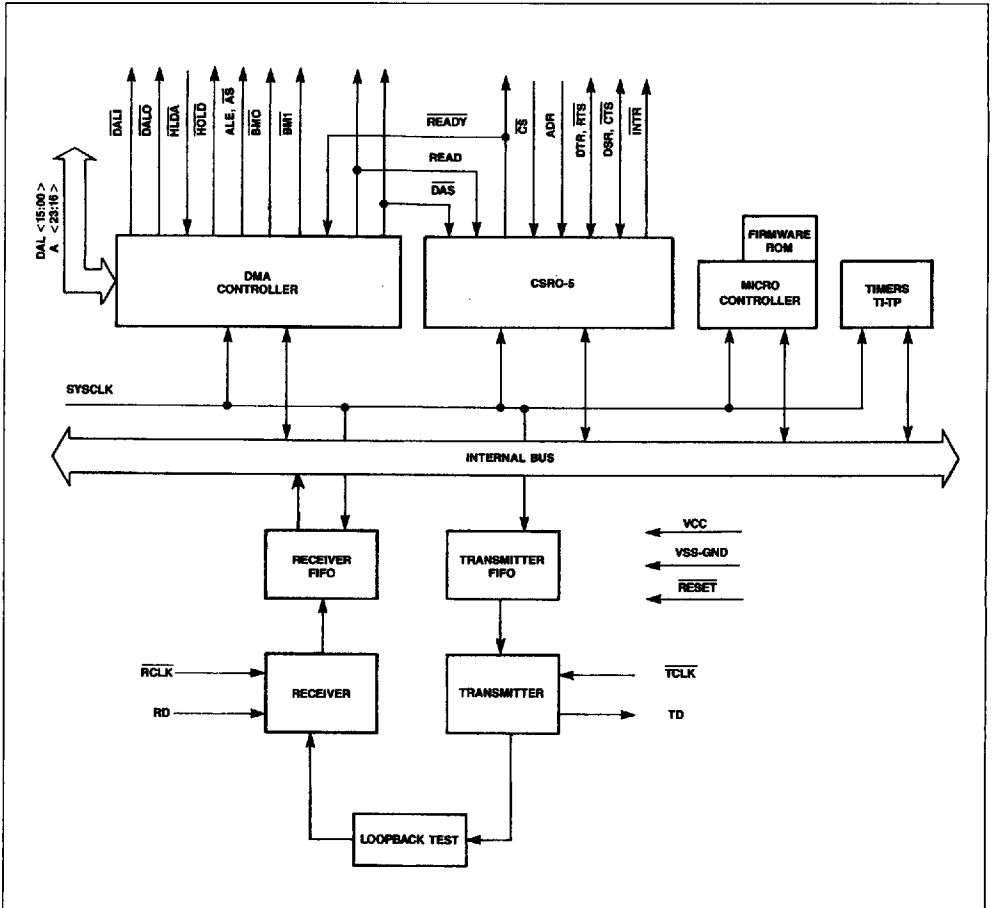 DALI
DALO
HLDA
HOLD
ALE, AS
BMO
BM1
READY
READ
DAS
CS
ADR
DTR, RTS
DSR, CTS
INTR
DAL <15:00>
A <23:16>
DMA
CONTROLLER
CSRO-5
FIRMWARE
ROM
MICRO
CONTROLLER
TIMERS
TI-TP
SYSCLK
INTERNAL BUS
RECEIVER
FIFO
TRANSMITTER
FIFO
VCC
VSS-GND
RESET
RCLK
RD
RECEIVER
TRANSMITTER
TCLK
TD
LOOPBACK TEST